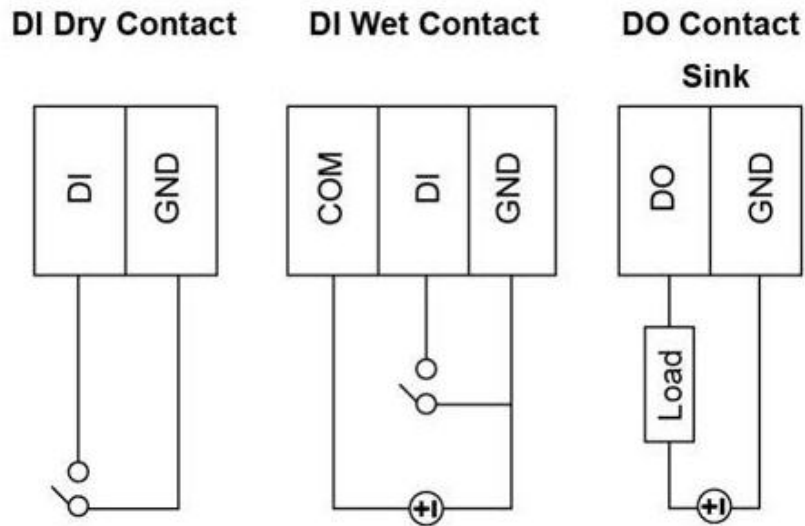 DI Dry Contact
DI Wet Contact
DO Contact
Sink
DI
GND
COM
DI
GND
DO
GND
Load
+-
+-